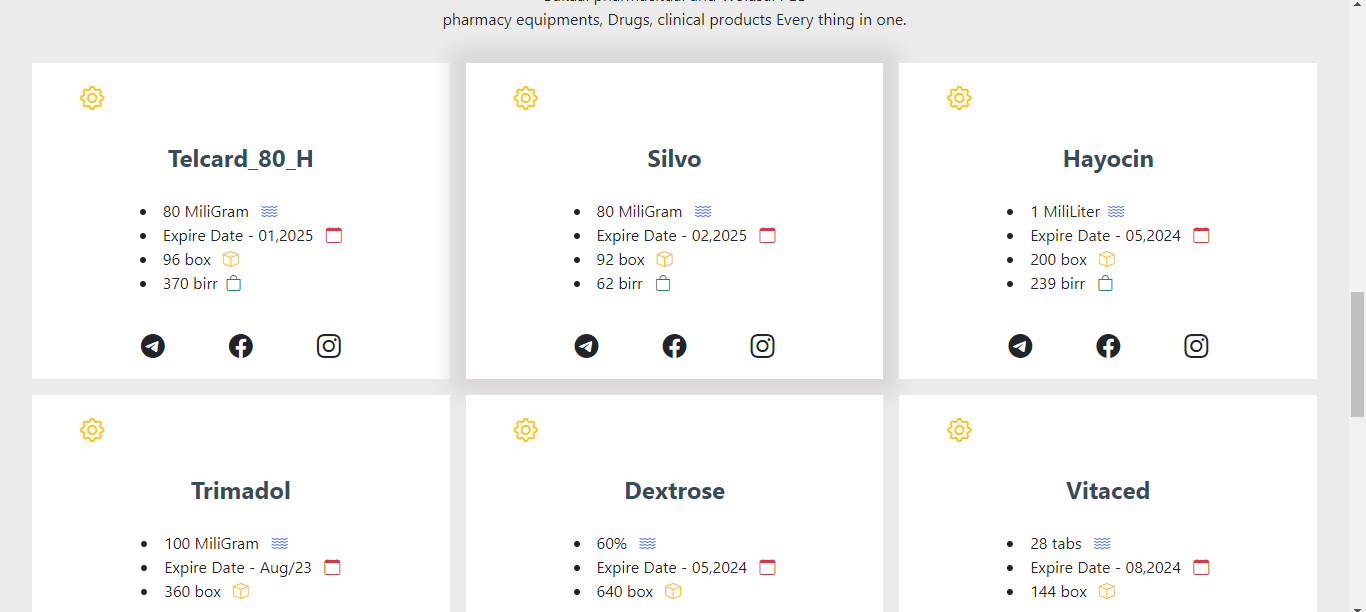 pharmacy equipments, Drugs, clinical products Every thing in one.
Telcard_80_H
80 MiliGram
Expire Date - 01,2025
96 box
370 birr
Silvo
80 MiliGram
Expire Date - 02,2025
92 box
62 birr
Hayocin
1 MiliLiter
Expire Date - 05,2024
200 box
239 birr
Trimadol
100 MiliGram
Expire Date - Aug/23
360 box
Dextrose
60%
Expire Date - 05,2024
640 box
Vitaced
28 tabs
Expire Date - 08,2024
144 box